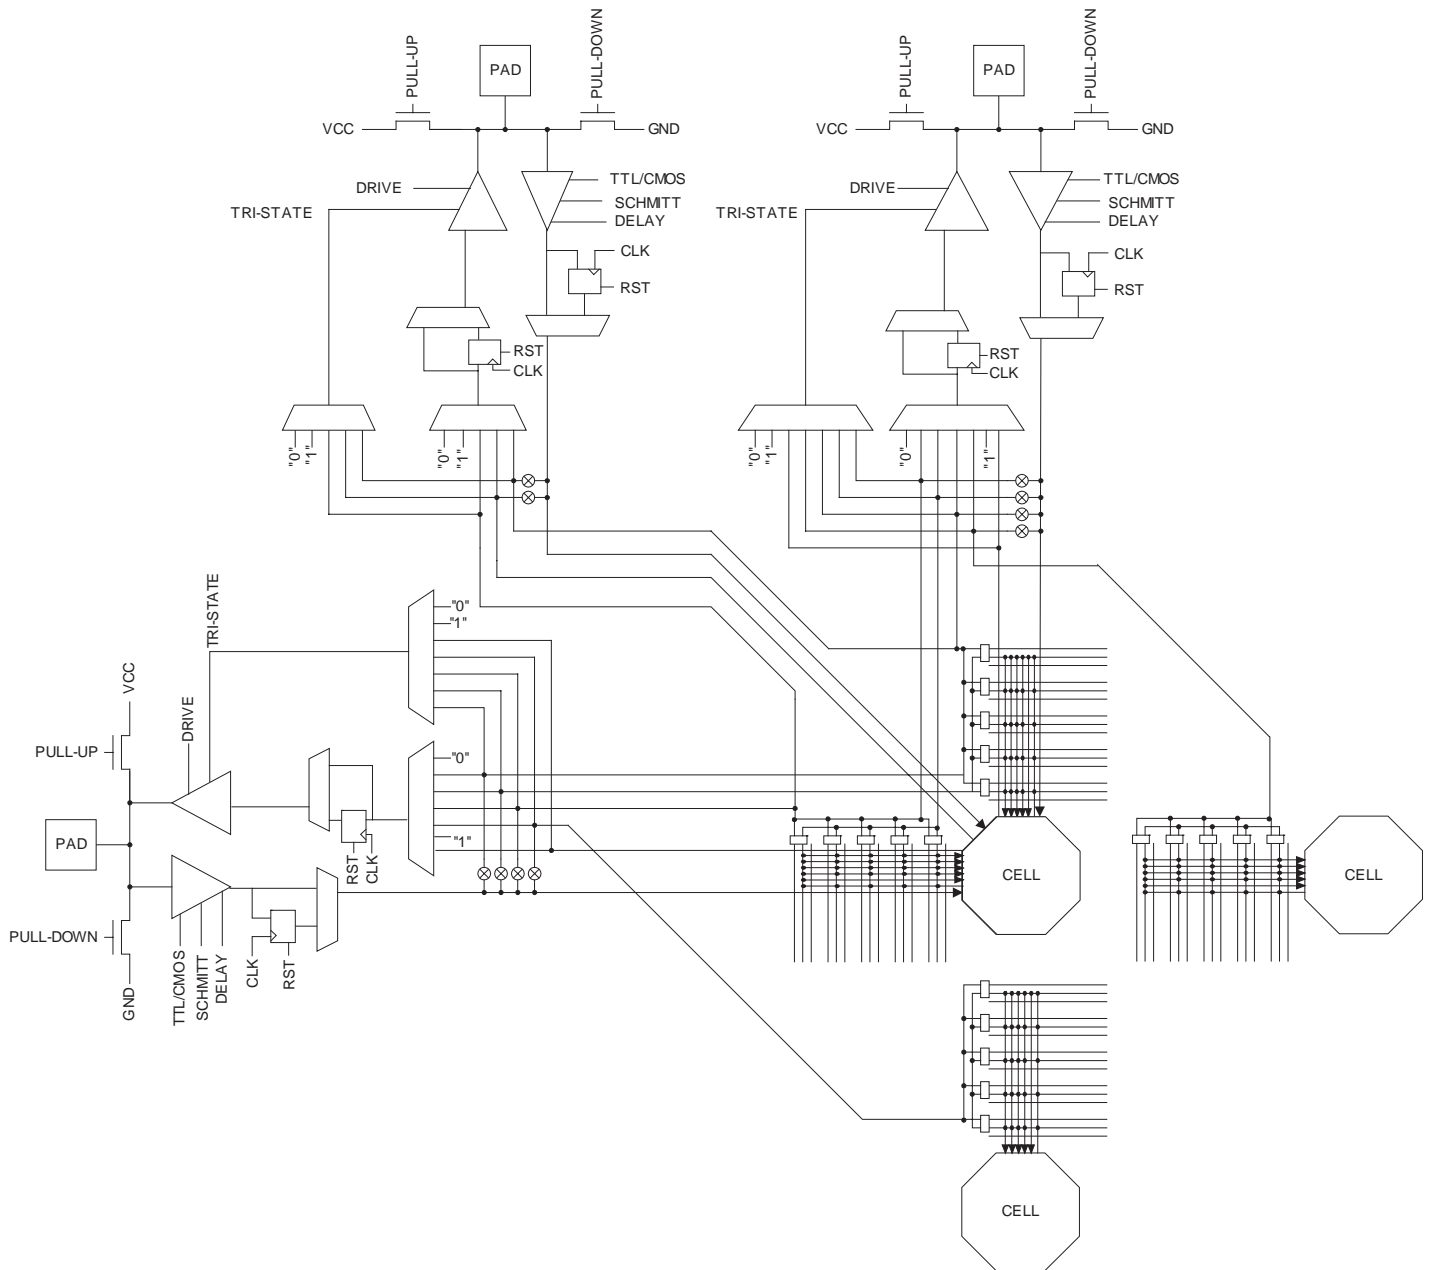 PULL-UP
PAD
PULL-DOWN
VCC
GND
DRIVE
TTL/CMOS
SCHMITT
DELAY
TRI-STATE
CLK
RST
RST
CLK
"0"
"1"
"0"
"1"
PULL-UP
PAD
PULL-DOWN
VCC
GND
DRIVE
TTL/CMOS
SCHMITT
DELAY
TRI-STATE
CLK
RST
RST
CLK
"0"
"1"
"0"
"1"
TRI-STATE
"0"
"1"
VCC
DRIVE
PULL-UP
"0"
"1"
PAD
RST
CLK
PULL-DOWN
GND
TTL/CMOS
SCHMITT
DELAY
CLK
RST
CELL
CELL
CELL